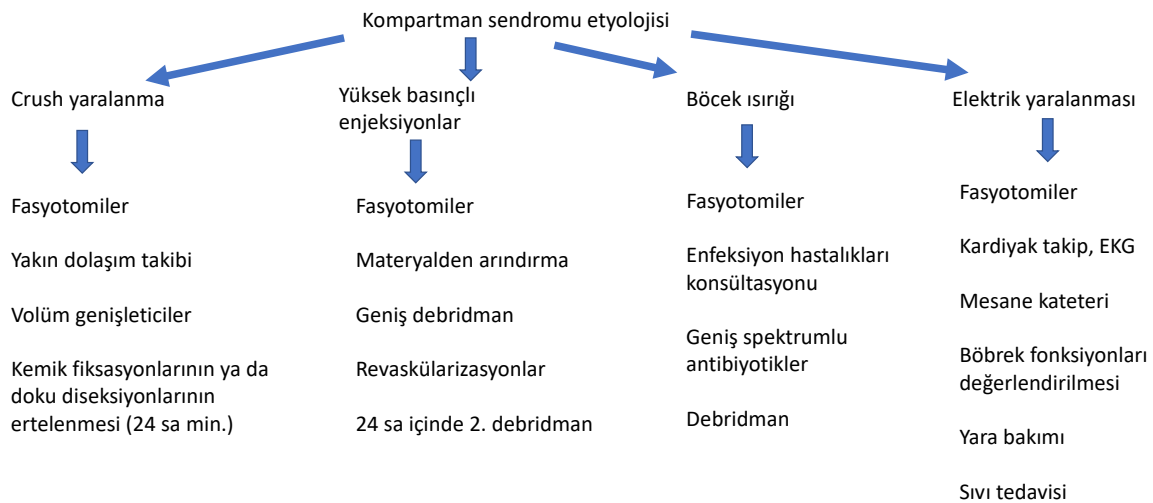 Kompartman sendromu etyolojisi
Crush yaralanma
Fasyotomiler
Yakın dolaşım takibi
Volüm genişleticiler
Kemik fiksasyonlarının ya da
doku diseksiyonlarının
ertelenmesi (24 sa min.)
Yüksek basınçlı
enjeksiyonlar
Fasyotomiler
Materyalden arındırma
Geniş debridman
Revaskülarizasyonlar
24 sa içinde 2. debridman
Böcek ısırığı
Fasyotomiler
Enfeksiyon hastalıkları
konsültasyonu
Geniş spektrumlu
antibiyotikler
Debridman
Elektrik yaralanması
Fasyotomiler
Kardiyak takip, EKG
Mesane kateteri
Böbrek fonksiyonları
değerlendirilmesi
Yara bakımı
Sıvı tedavisi